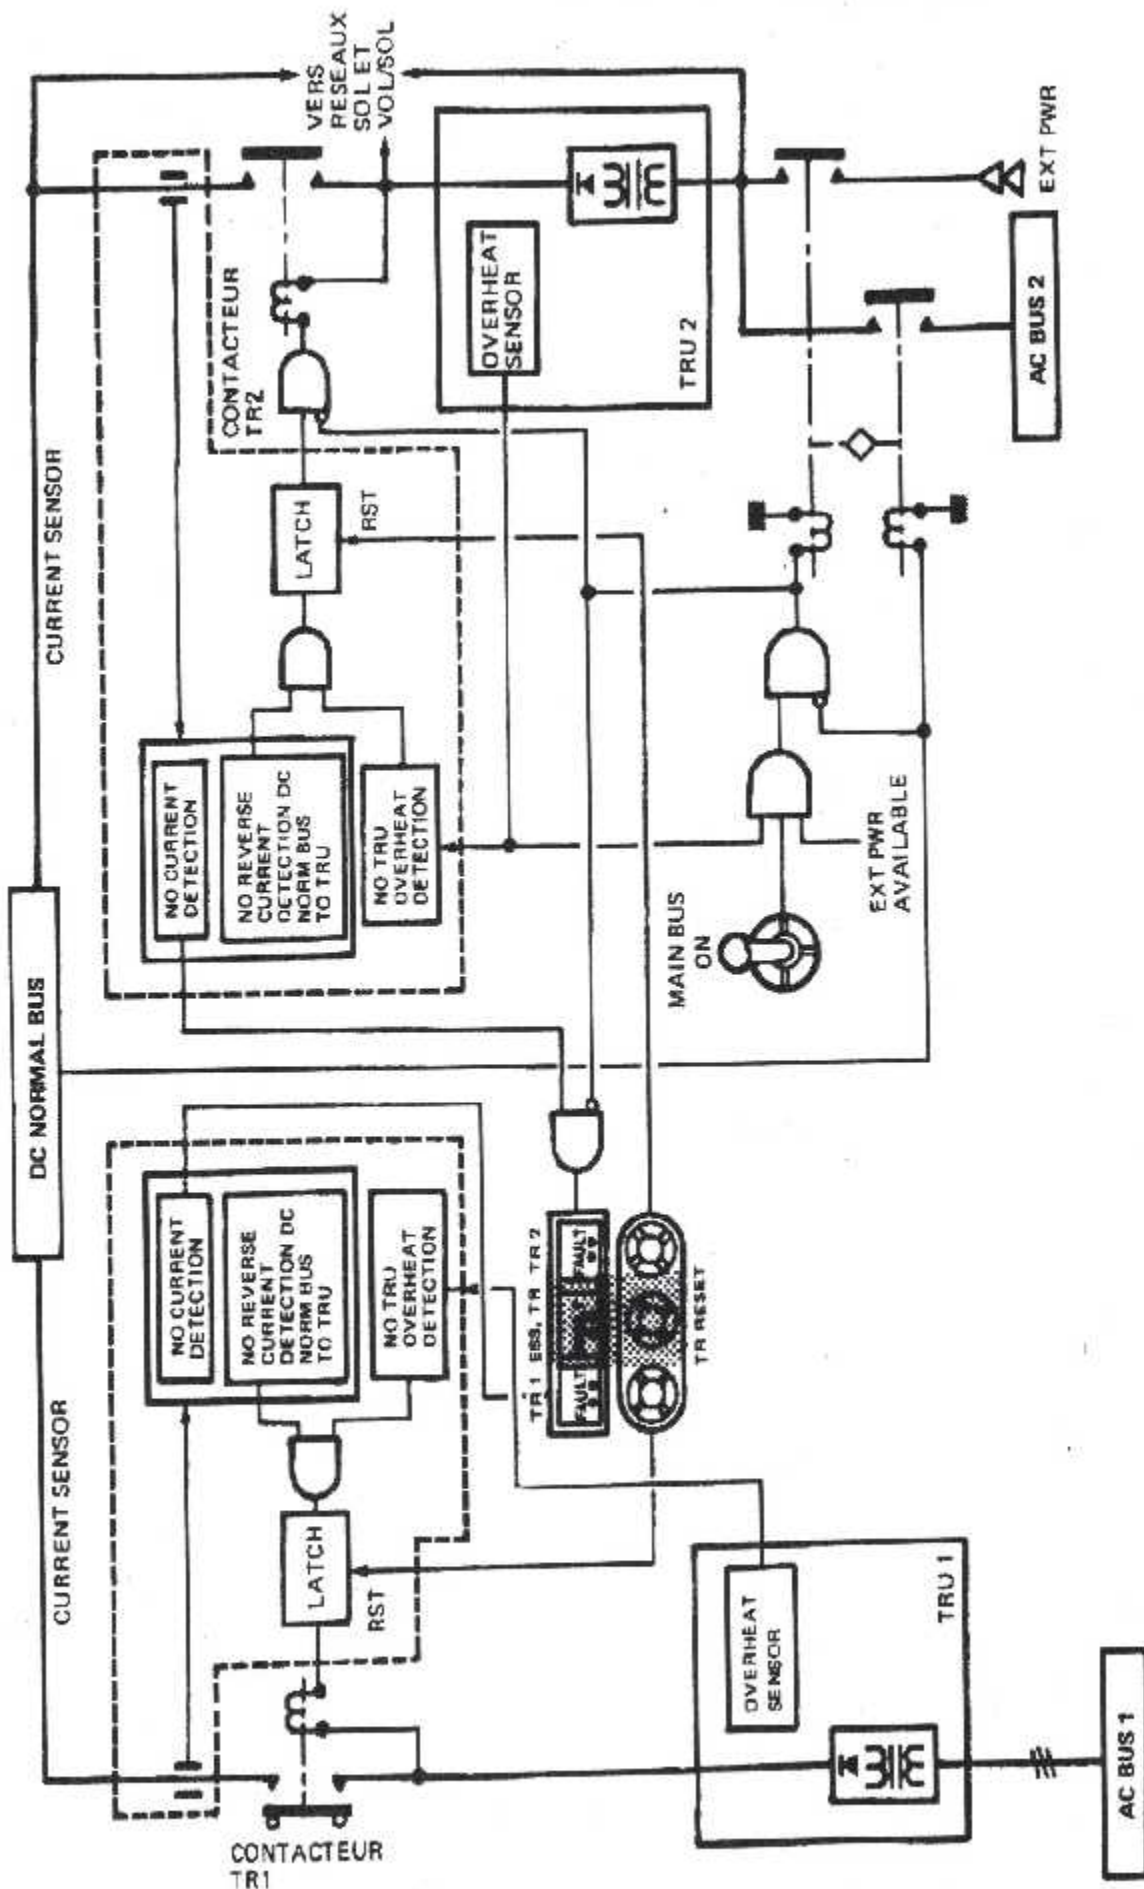 DC NORMAL BUS
CURRENT SENSOR
CURRENT SENSOR
NO CURRENT
DETECTION
NO REVERSE
CURRENT
DETECTION DC
NORM BUS
TO TRU
NO TRU
OVERHEAT
DETECTION
LATCH
RST
CONTACTEUR
TR1
NO CURRENT
DETECTION
NO REVERSE
CURRENT
DETECTION DC
NORM BUS
TO TRU
NO TRU
OVERHEAT
DETECTION
LATCH
RST
CONTACTEUR
TR2
VERS
RESEAUX
SOL ET
VOL/SOL
TR 1 ESS. TR TR 2
FAULT
FAULT
TR RESET
OVERHEAT
SENSOR
TRU 1
OVERHEAT
SENSOR
TRU 2
MAIN BUS
ON
EXT PWR
AVAILABLE
AC BUS 1
AC BUS 2
EXT PWR